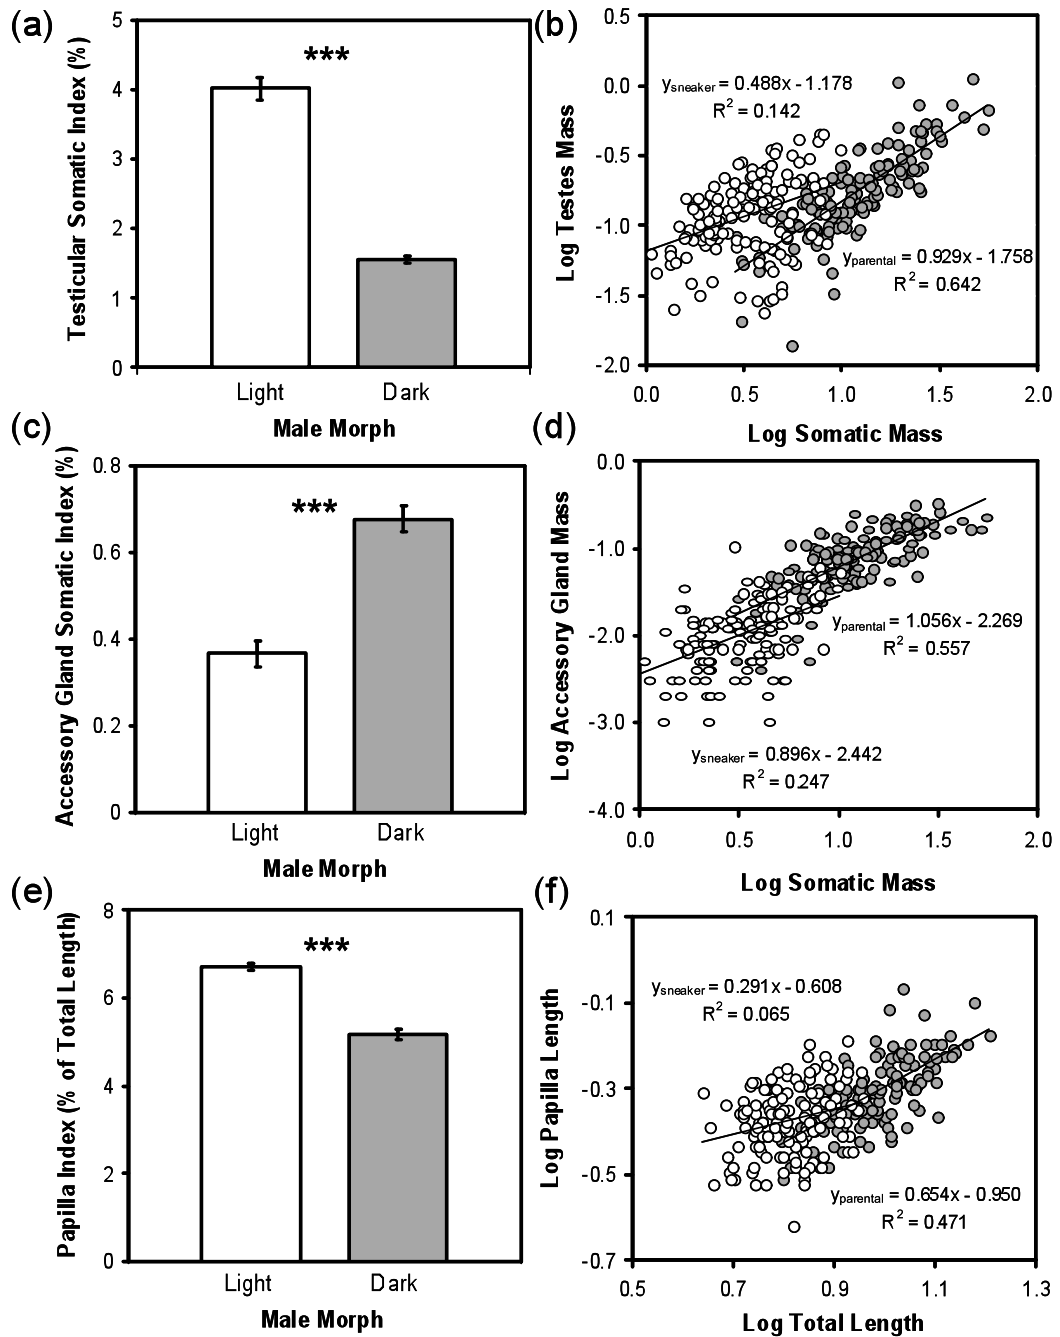 (a)
5
4
3
2
1
0
Testicular Somatic Index (%)
***
Light Dark
Male Morph
(b)
0.5
0.0
-0.5
-1.0
-1.5
-2.0
Log Testes Mass
ysneaker = 0.488x - 1.178
R2 = 0.142
yparental = 0.929x - 1.758
R2 = 0.642
0.0 0.5 1.0 1.5 2.0
Log Somatic Mass
(c)
0.8
0.6
0.4
0.2
0
Accessory Gland Somatic Index (%)
***
Light Dark
Male Morph
(d)
0.0
-1.0
-2.0
-3.0
-4.0
Log Accessory Gland Mass
yparental = 1.056x - 2.269
R2 = 0.557
ysneaker = 0.896x - 2.442
R2 = 0.247
0.0 0.5 1.0 1.5 2.0
Log Somatic Mass
(e)
8
6
4
2
0
Papilla Index (% of Total Length)
***
Light Dark
Male Morph
(f)
0.1
-0.1
-0.3
-0.5
-0.7
Log Papilla Length
ysneaker = 0.291x - 0.608
R2 = 0.065
yparental = 0.654x - 0.950
R2 = 0.471
0.5 0.7 0.9 1.1 1.3
Log Total Length